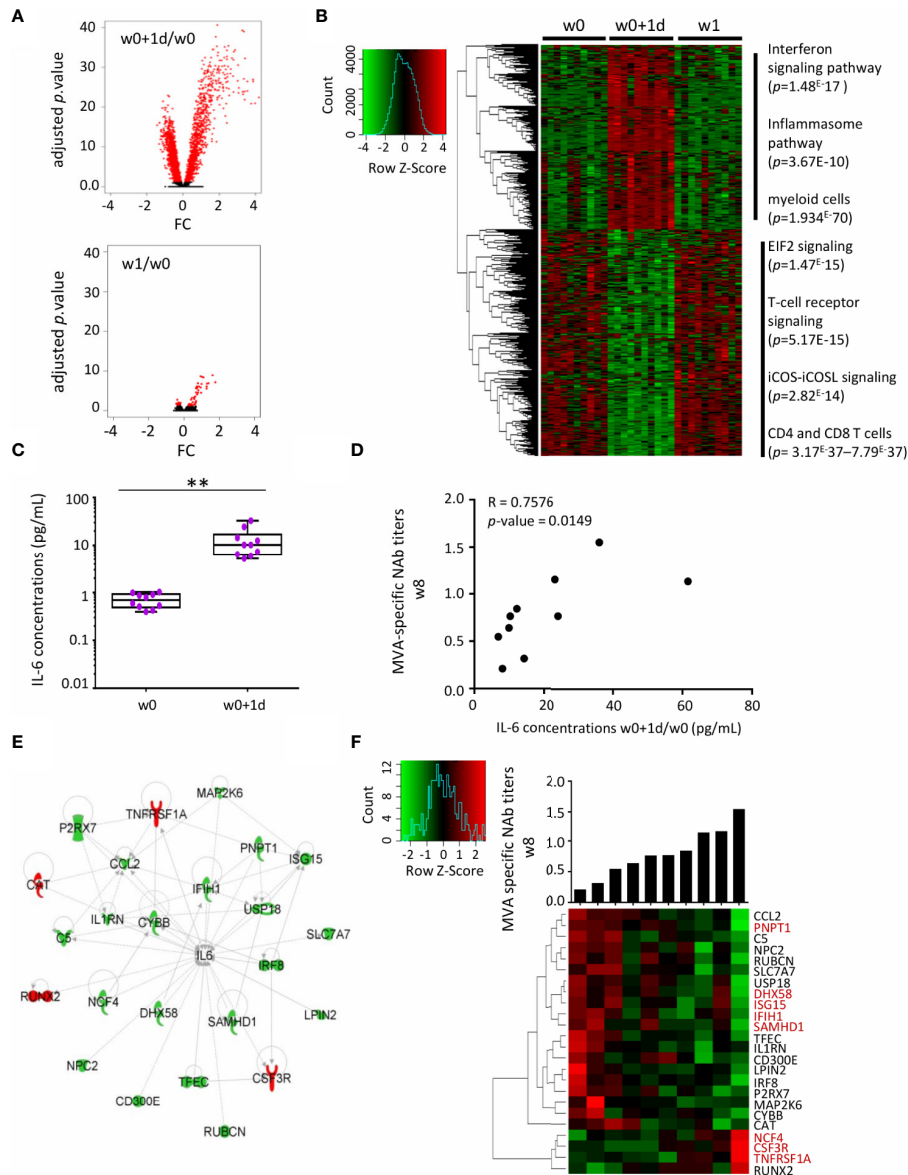 A
w0+1d/w0
adjusted p.value
40
30
20
10
0.0
-4
-2
0
2
4
FC
w1/w0
adjusted p.value
40
30
20
10
0
-4
-2
0
2
4
FC
B
w0
w0+1d
w1
Count
4000
2000
0
-4
-2
0
2
4
Row Z-Score
Interferon
signaling pathway
(p=1.48E-17 )
Inflammasome
pathway
(p=3.67E-10)
myeloid cells
(p=1.934E-70)
EIF2 signaling
(p=1.47E-15)
T-cell receptor
signaling
(p=5.17E-15)
iCOS-iCOSL signaling
(p=2.82E-14)
CD4 and CD8 T cells
(p= 3.17E-37–7.79E-37)
C
**
IL-6 concentrations (pg/mL)
100
10
1
0.1
0.01
w0
w0+1d
D
R = 0.7576
p-value = 0.0149
MVA-specific NAb titers
w8
2.0
1.5
1.0
0.5
0.0
0
20
40
60
80
IL-6 concentrations w0+1d/w0 (pg/mL)
E
MAP2K6
TNFRSF1A
P2RX7
PNPT1
ISG15
CCL2
CAT
IFIH1
IL1RN
CYBB
USP18
C5
SLC7A7
IL6
IRF8
RUNX2
NCF4
DHX58
SAMHD1
LPIN2
NPC2
TFEC
CSF3R
CD300E
RUBCN
F
Count
12
8
6
4
2
0
-2
-1
0
1
2
Row Z-Score
MVA specific NAb titers
w8
2.0
1.5
1.0
0.5
0.0
CCL2
PNPT1
C5
NPC2
RUBCN
SLC7A7
USP18
DHX58
ISG15
IFIH1
SAMHD1
TFEC
IL1RN
CD300E
LPIN2
IRF8
P2RX7
MAP2K6
CYBB
CAT
NCF4
CSF3R
TNFRSF1A
RUNX2